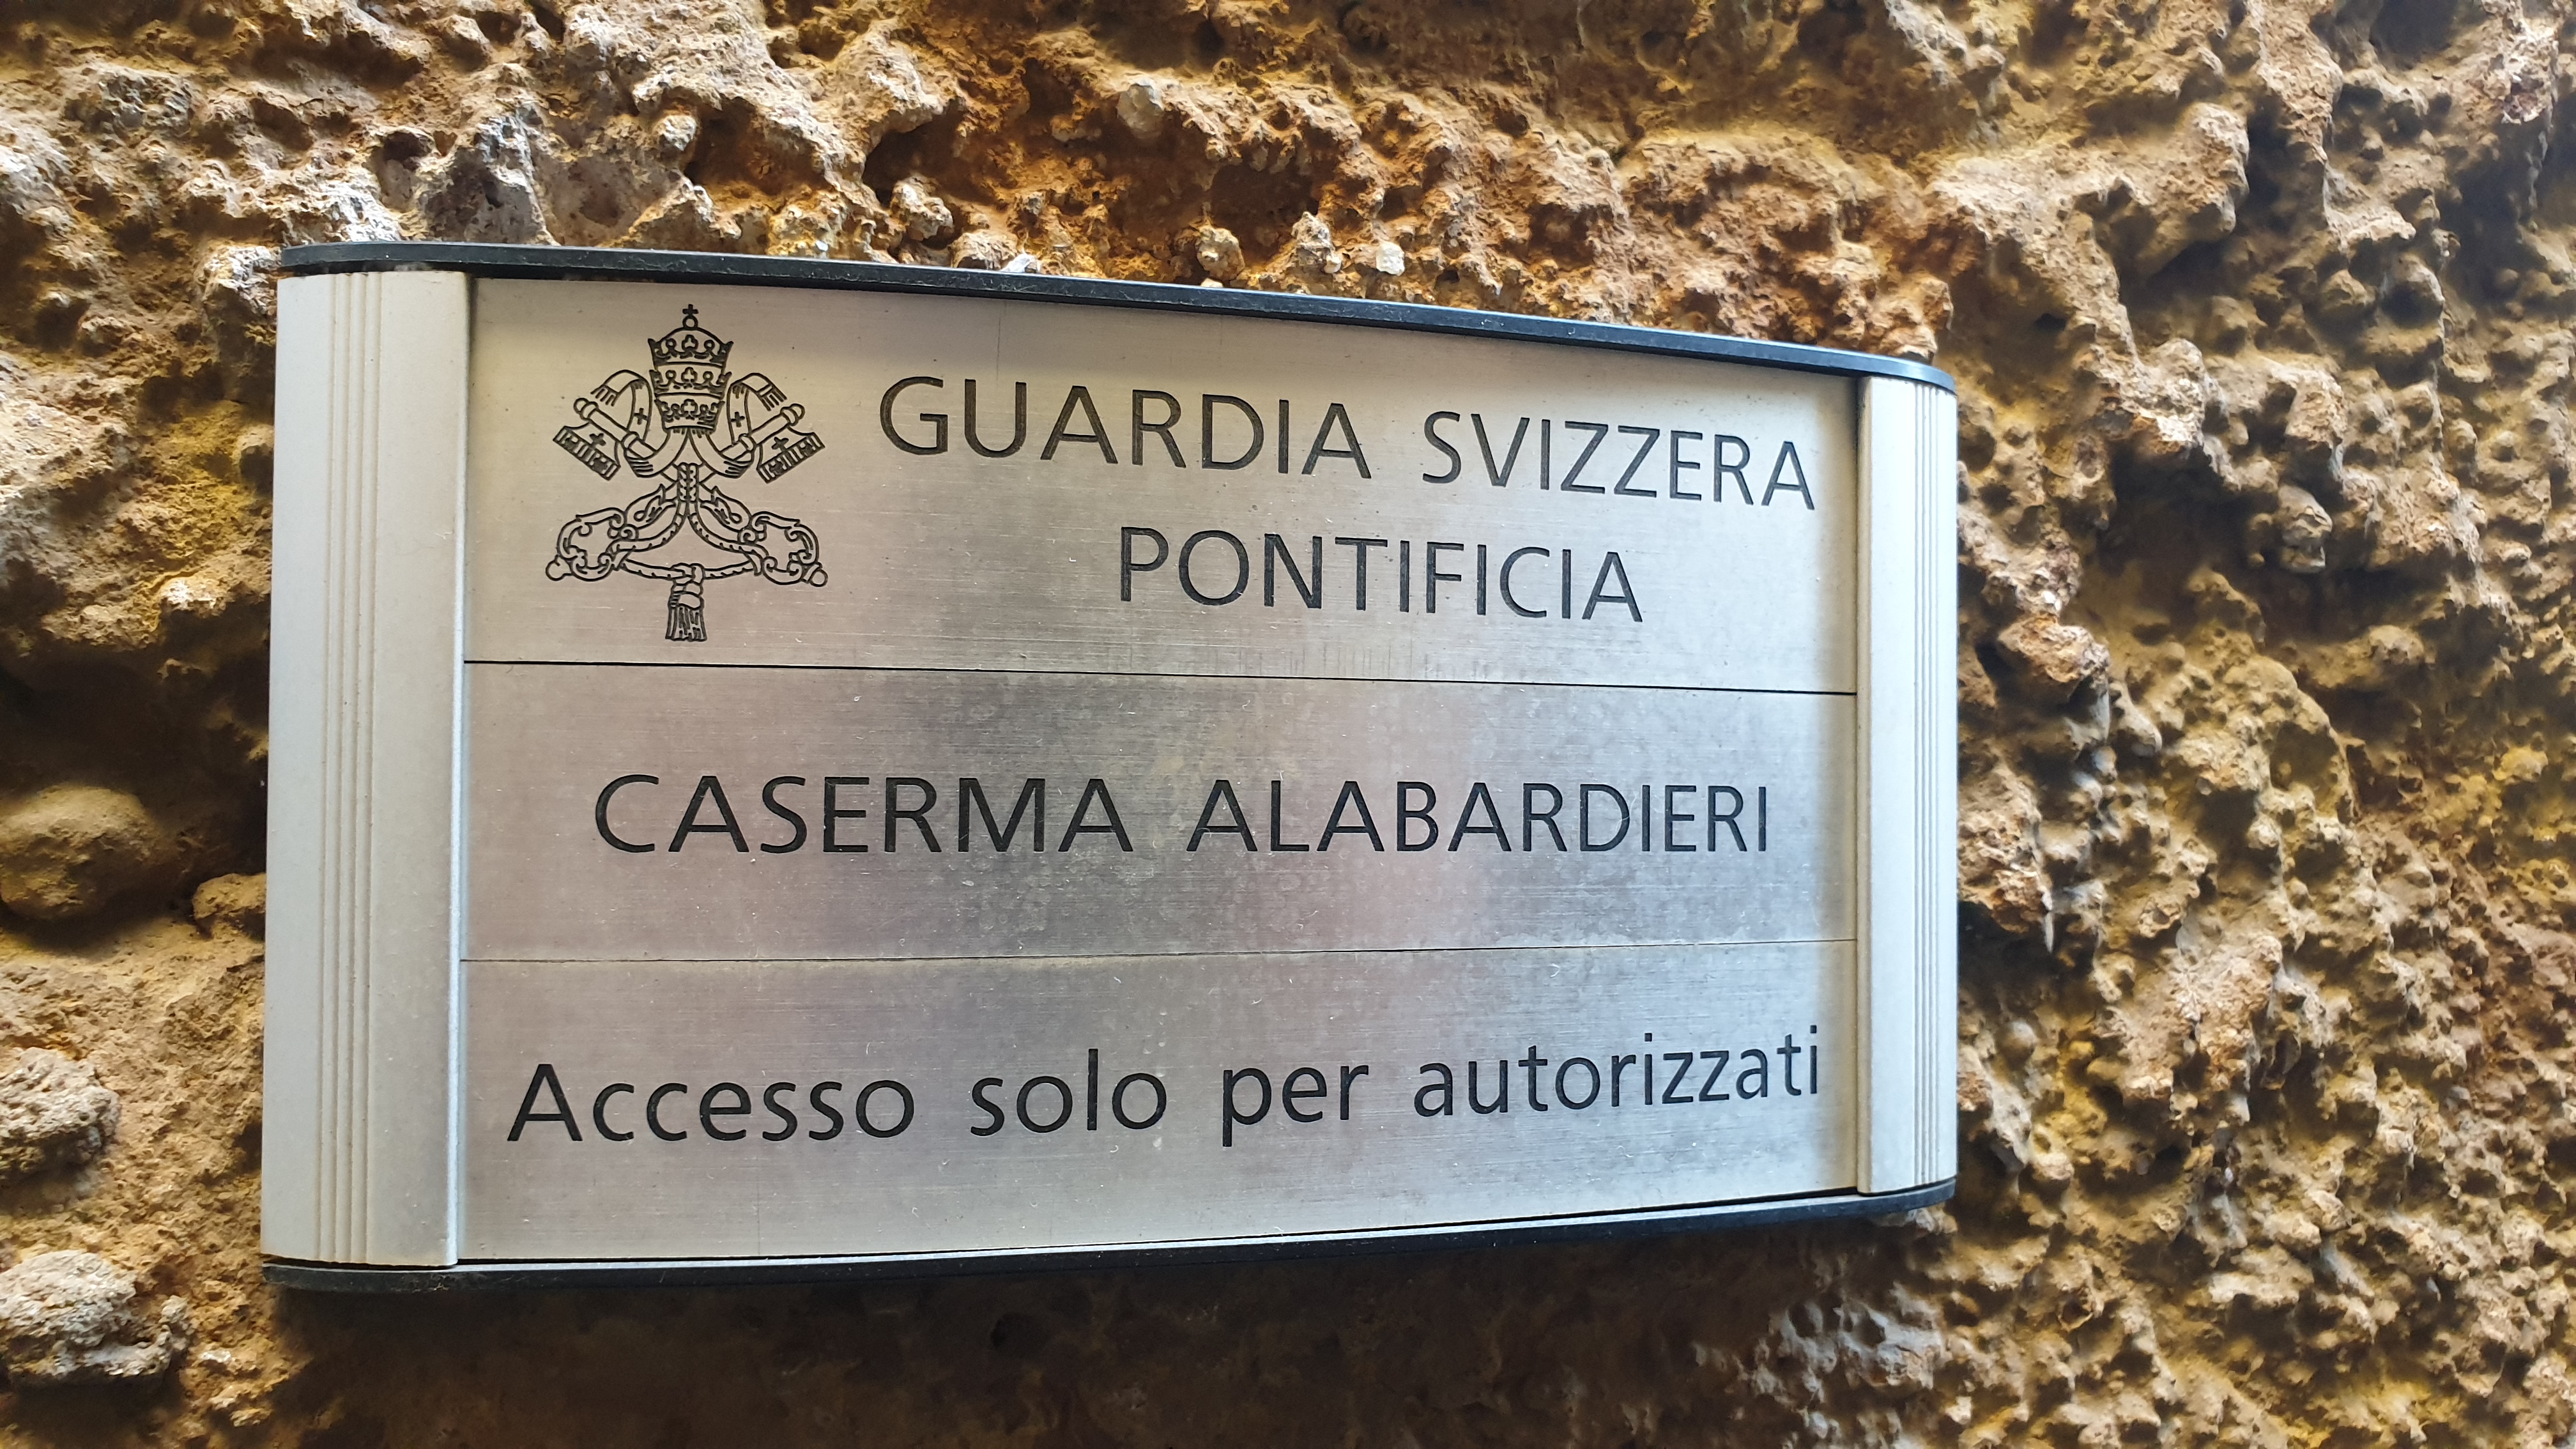 GUARDIA SVIZZERA
PONTIFICIA
CASERMA ALABARDIERI
Accesso solo per autorizzati